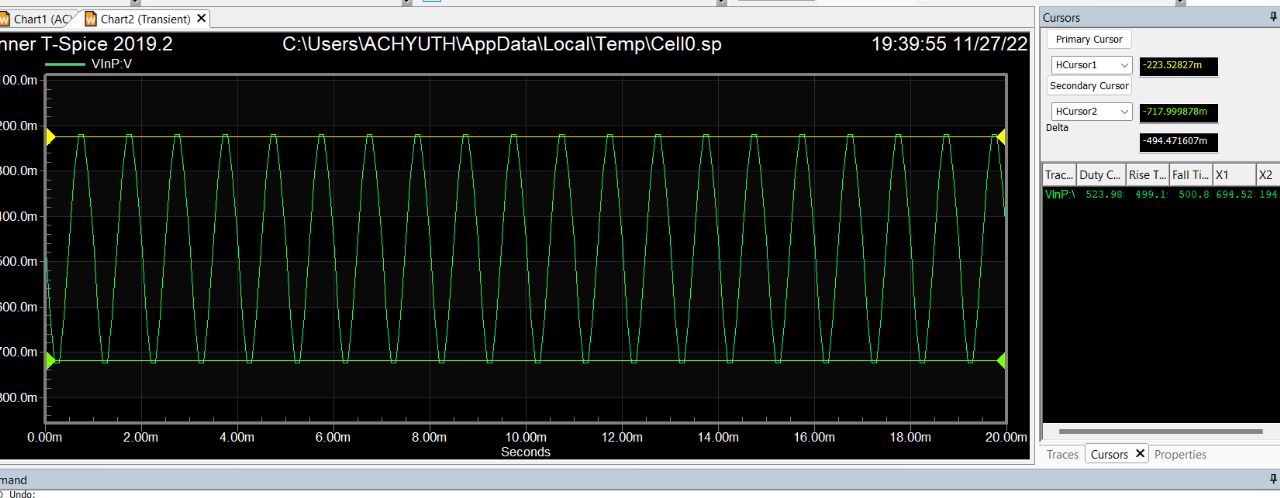 Chart1 (AC) Chart2 (Transient)
Cursors
nner T-Spice 2019.2 C:\Users\ACHYUTH\AppData\Local\Temp\Cell0.sp 19:39:55 11/27/22
VInP:V
100.0m
200.0m
300.0m
400.0m
500.0m
600.0m
700.0m
800.0m
0.00m 2.00m 4.00m 6.00m 8.00m 10.00m 12.00m 14.00m 16.00m 18.00m 20.00m
Seconds
Primary Cursor
HCursor1 -223.52827m
Secondary Cursor
HCursor2 -717.999878m
Delta
-494.471607m
Trac... Duty C... Rise T... Fall Ti... X1 X2
VInP:V 523.98 499.1 500.8 694.52 194
Traces Cursors Properties
mand
Undo: